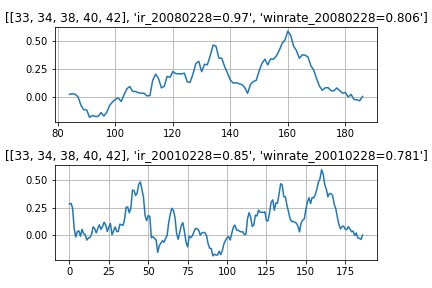 [[33, 34, 38, 40, 42], 'ir_20080228=0.97', 'winrate_20080228=0.806']
0.50
0.25
0.00
80 100 120 140 160 180
[[33, 34, 38, 40, 42], 'ir_20010228=0.85', 'winrate_20010228=0.781']
0.50
0.25
0.00
0 25 50 75 100 125 150 175